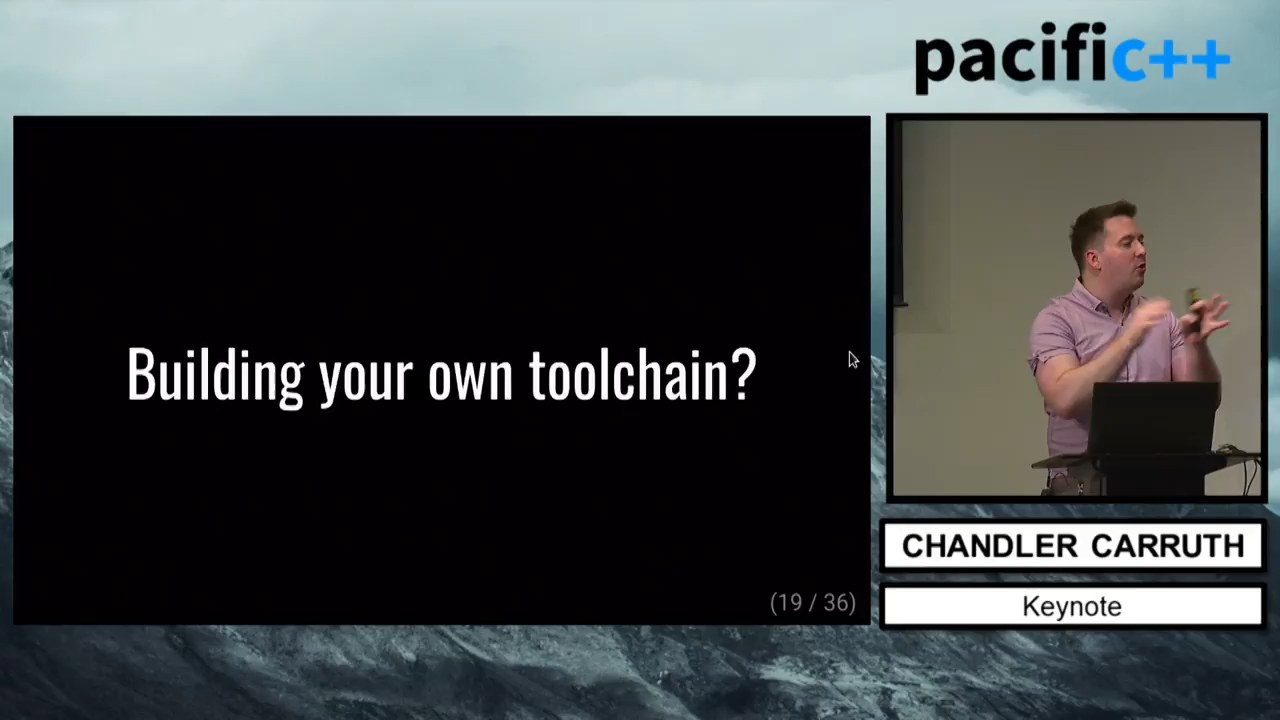 pacific++
Building your own toolchain?
(19 / 36)
CHANDLER CARRUTH
Keynote